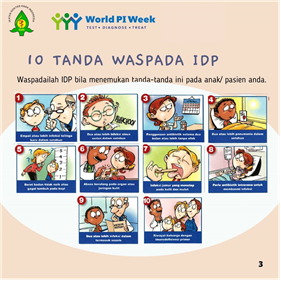 World PI Week
TEST • DIAGNOSE • TREAT
10 TANDA WASPADA IDP
Waspadailah IDP bila menemukan tanda-tanda ini pada anak/ pasien anda.
1
Empat atau lebih infeksi telinga
baru dalam setahun
2
Dua atau lebih infeksi sinus
serius dalam setahun
3
Penggunaan antibiotik selama dua
bulan atau lebih tanpa efek
4
Dua atau lebih pneumonia dalam
setahun
5
Berat badan tidak naik atau
gagal tumbuh pada bayi
6
Abses berulang pada organ atau
jaringan kulit
7
Infeksi jamur yang menetap
pada kulit dan mulut
8
Perlu antibiotik intravena untuk
membasmi infeksi
9
Dua atau lebih infeksi dalam
termasuk sepsis
10
Riwayat keluarga dengan
imunodefisiensi primer
3